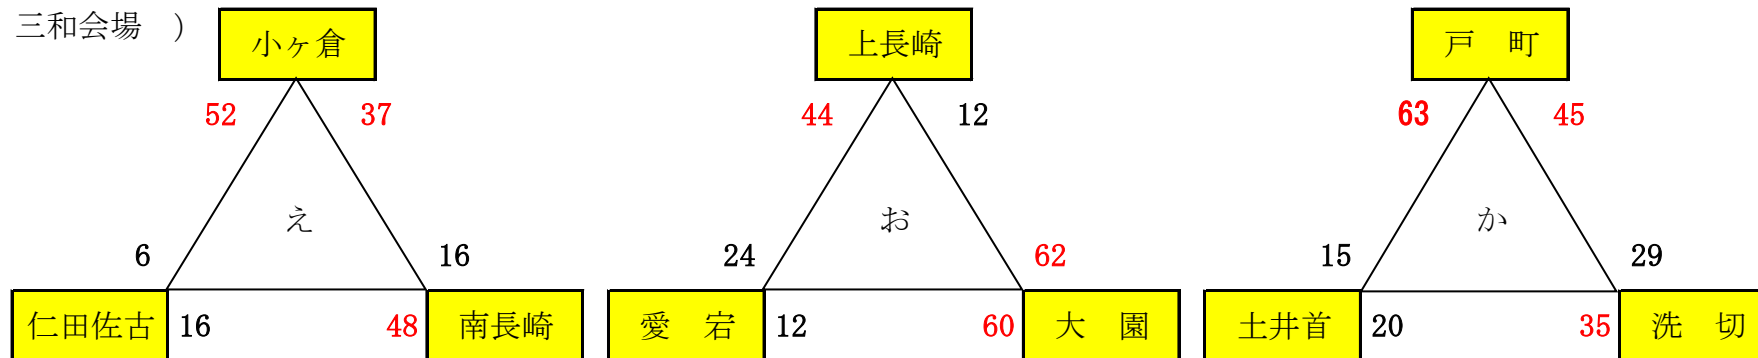 三和会場 ）
小ヶ倉 上長崎 戸 町
52 37 44 12 63 45
え お か
6 16 24 62 15 29
仁田佐古 16 48 南長崎 愛 宕 12 60 大 園 土井首 20 35 洗 切